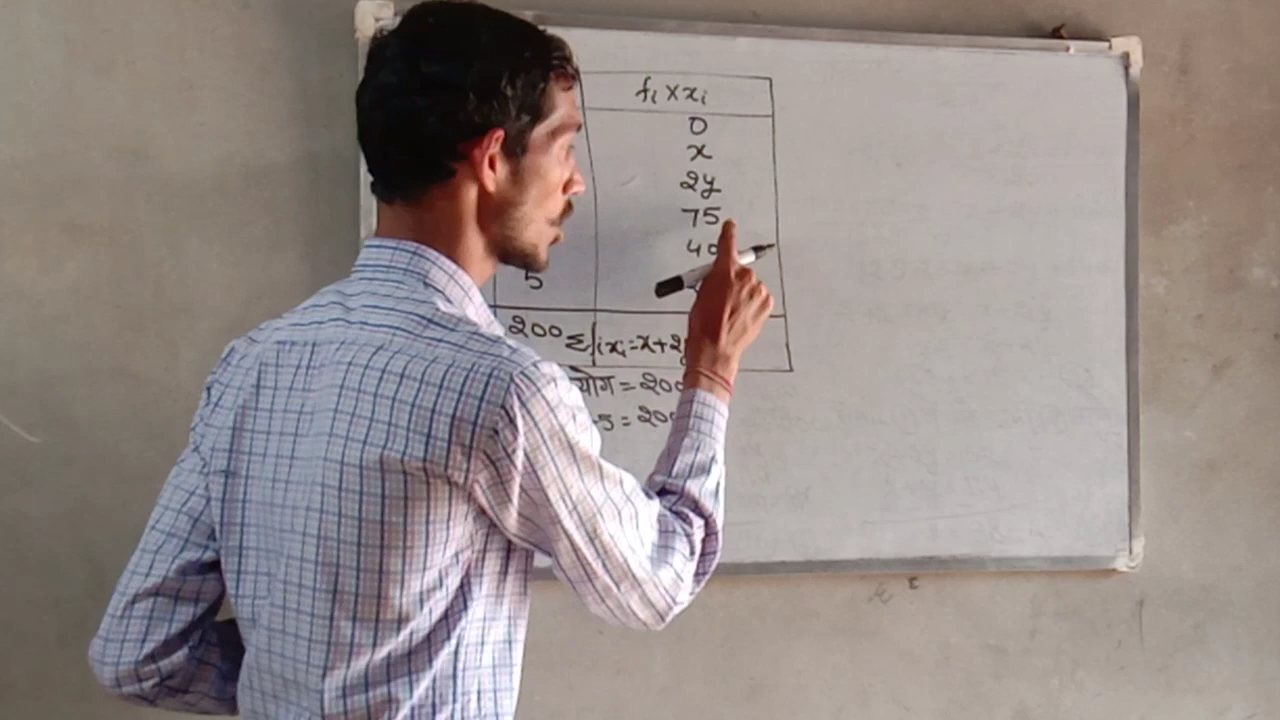 fi × xi
0
x
2y
75
40
5
200 Σfixi = x + 2y
योग = 200
5 = 200